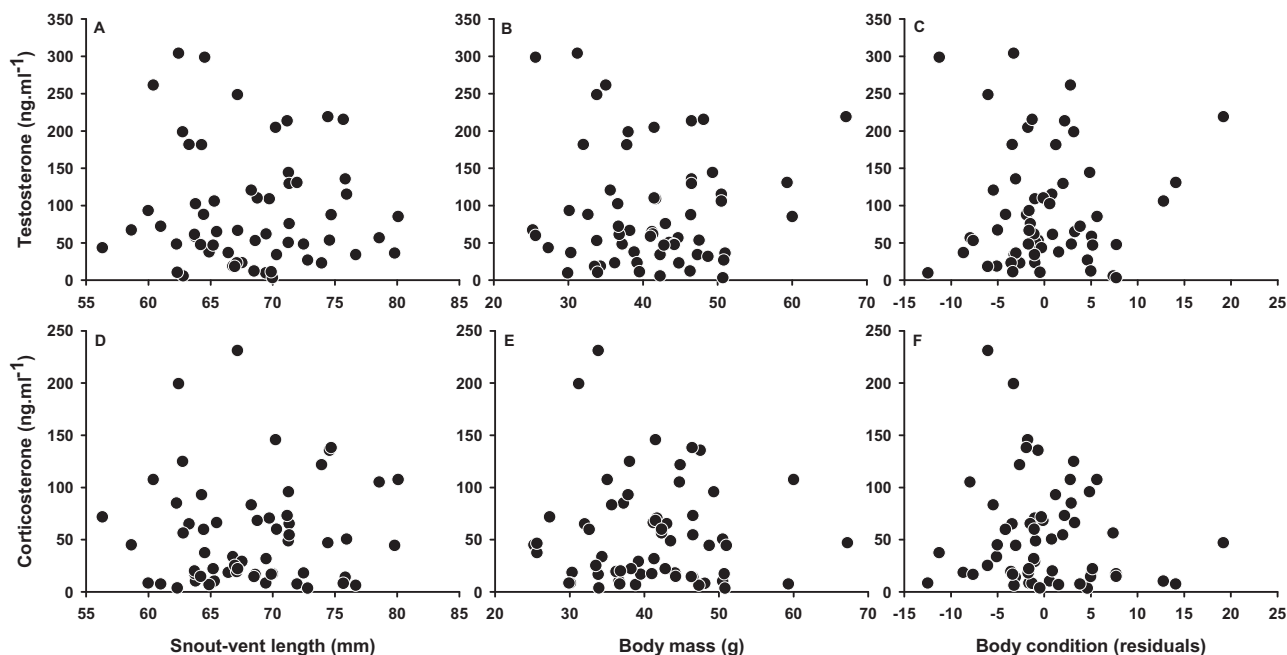 A
B
C
Testosterone (ng.ml-1)
350
300
250
200
150
100
50
0
55 60 65 70 75 80 85
350
300
250
200
150
100
50
0
20 30 40 50 60 70
350
300
250
200
150
100
50
0
-15 -10 -5 0 5 10 15 20 25
D
E
F
Corticosterone (ng.ml-1)
250
200
150
100
50
0
55 60 65 70 75 80 85
Snout-vent length (mm)
250
200
150
100
50
0
20 30 40 50 60 70
Body mass (g)
250
200
150
100
50
0
-15 -10 -5 0 5 10 15 20 25
Body condition (residuals)